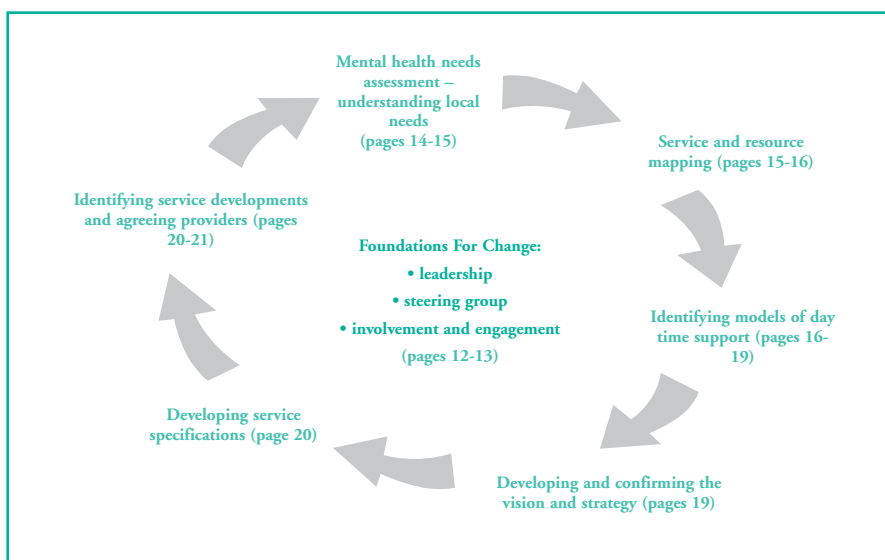 Mental health needs
assessment –
understanding local
needs
(pages 14-15)
Service and resource
mapping (pages 15-16)
Identifying models of day
time support (pages 16-
19)
Developing and confirming the
vision and strategy (pages 19)
Developing service
specifications (page 20)
Identifying service developments
and agreeing providers (pages
20-21)
Foundations For Change:
• leadership
• steering group
• involvement and engagement
(pages 12-13)